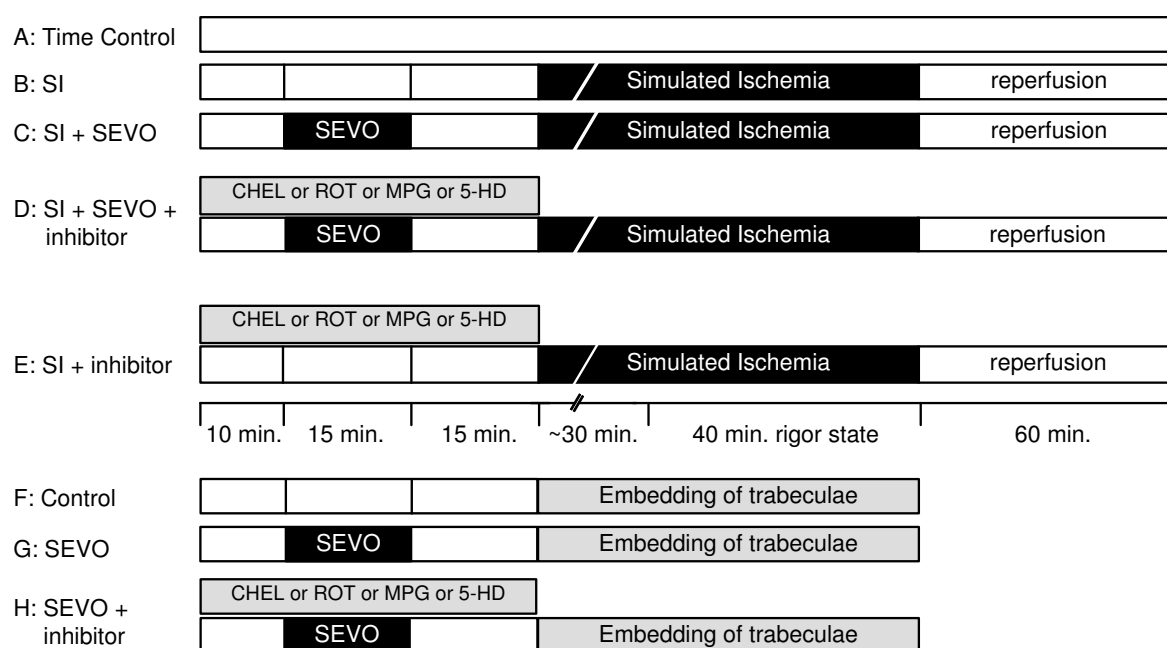 A: Time Control
B: SI
Simulated Ischemia
reperfusion
C: SI + SEVO
SEVO
Simulated Ischemia
reperfusion
CHEL or ROT or MPG or 5-HD
D: SI + SEVO +
inhibitor
SEVO
Simulated Ischemia
reperfusion
CHEL or ROT or MPG or 5-HD
E: SI + inhibitor
Simulated Ischemia
reperfusion
10 min.
15 min.
15 min.
~30 min.
40 min. rigor state
60 min.
F: Control
Embedding of trabeculae
G: SEVO
SEVO
Embedding of trabeculae
CHEL or ROT or MPG or 5-HD
H: SEVO +
inhibitor
SEVO
Embedding of trabeculae